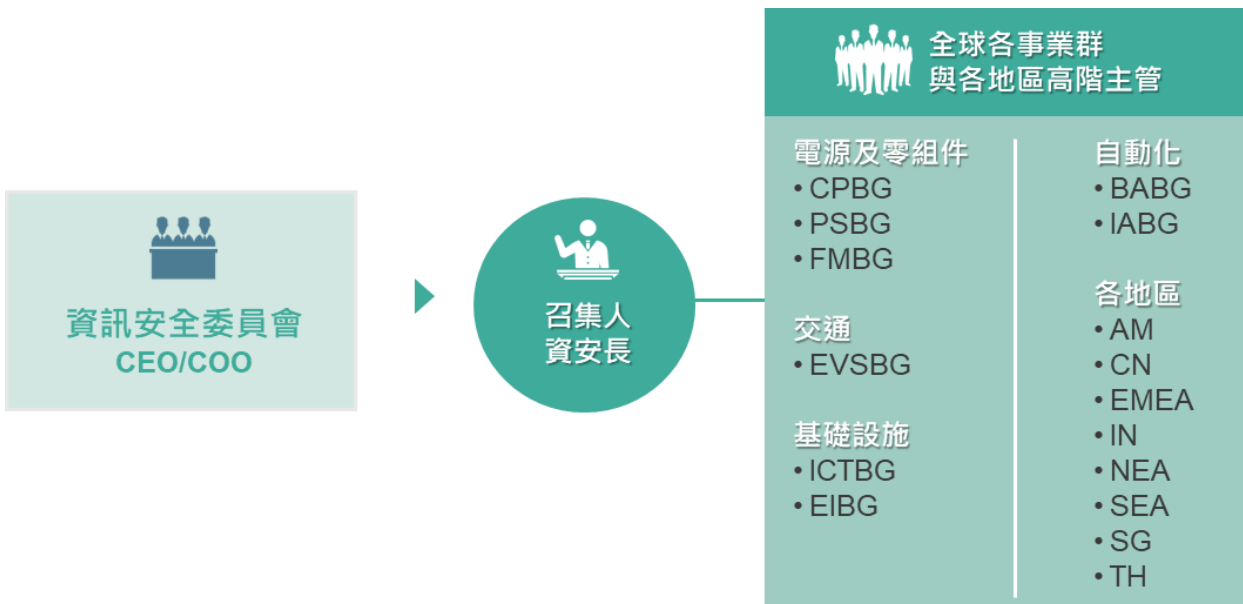 資訊安全委員會
CEO/COO
召集人
資安長
全球各事業群
與各地區高階主管
電源及零組件
• CPBG
• PSBG
• FMBG
交通
• EVSBG
基礎設施
• ICTBG
• EIBG
自動化
• BABG
• IABG
各地區
• AM
• CN
• EMEA
• IN
• NEA
• SEA
• SG
• TH